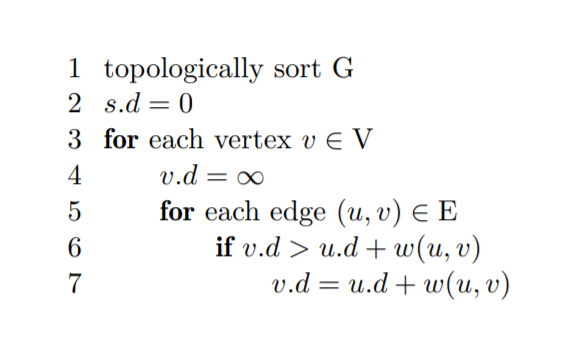 1 topologically sort G
2 s.d = 0
3 for each vertex v ∈ V
4 v.d = ∞
5 for each edge (u, v) ∈ E
6 if v.d > u.d + w(u, v)
7 v.d = u.d + w(u, v)